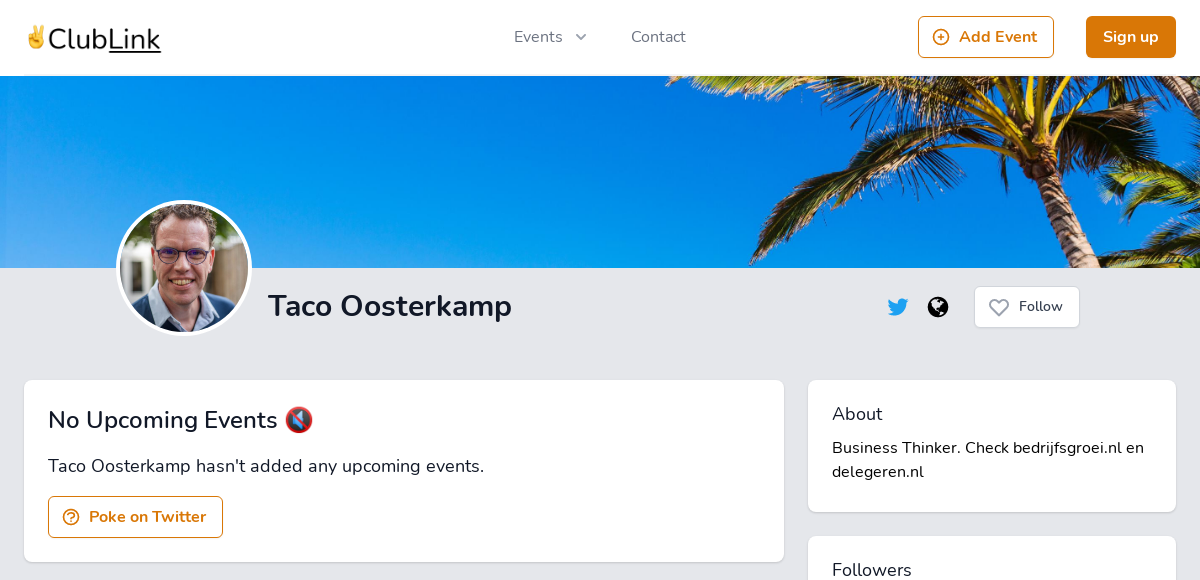 ✌️ClubLink
Events
Contact
Add Event
Sign up
Taco Oosterkamp
Follow
No Upcoming Events 🔇
Taco Oosterkamp hasn't added any upcoming events.
Poke on Twitter
About
Business Thinker. Check bedrijfsgroei.nl en
delegeren.nl
Followers